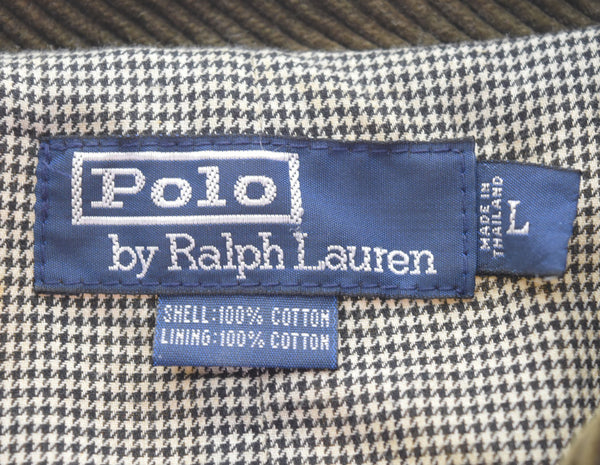 Polo
by Ralph Lauren
MADE IN
THAILAND
L
SHELL:100% COTTON
LINING:100% COTTON